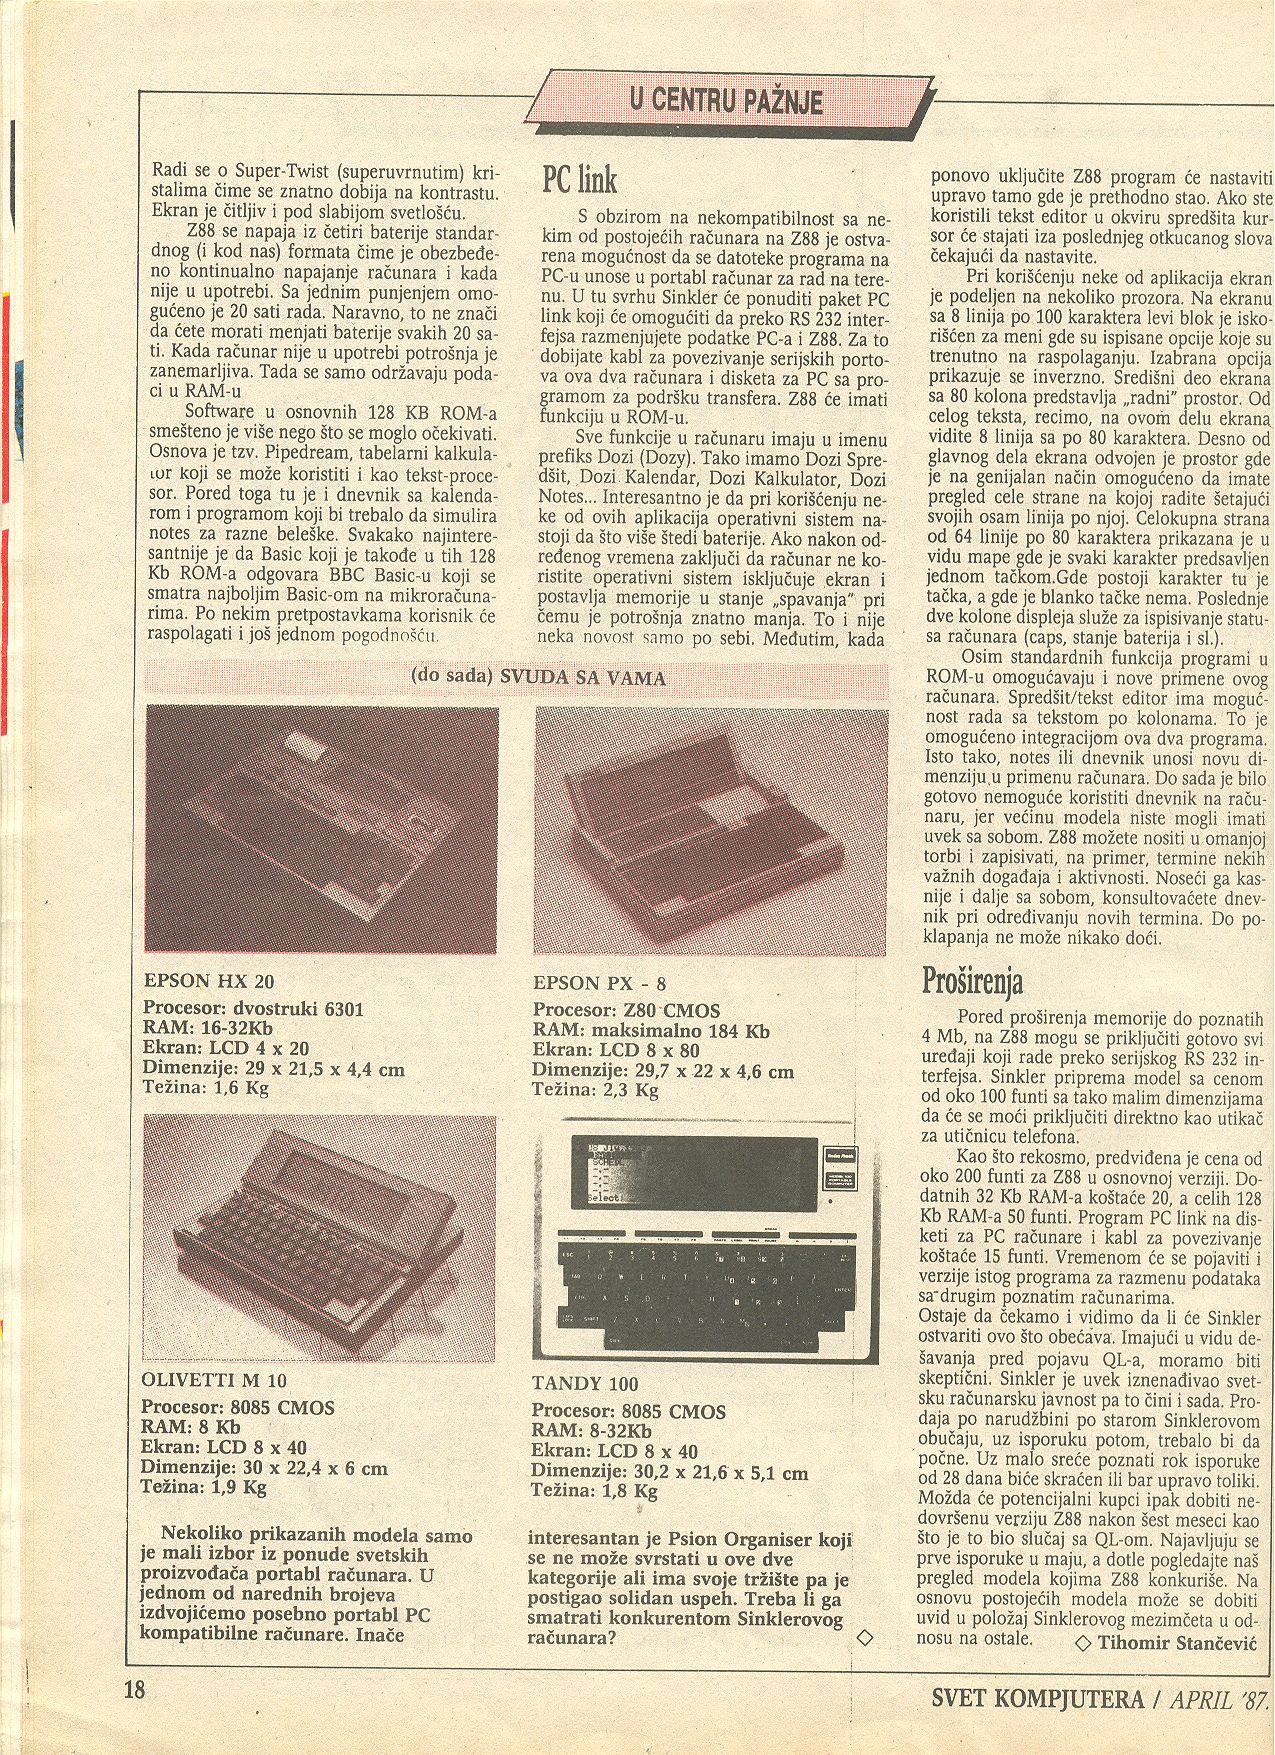 U CENTRU PAŽNJE
Radi se o Super-Twist (superuvrnutim) kri-
stalima čime se znatno dobija na kontrastu.
Ekran je čitljiv i pod slabijom svetlošću.
Z88 se napaja iz četiri baterije standar-
dnog (i kod nas) formata čime je obezbeđe-
no kontinualno napajanje računara i kada
nije u upotrebi. Sa jednim punjenjem omo-
gućeno je 20 sati rada. Naravno, to ne znači
da ćete morati menjati baterije svakih 20 sa-
ti. Kada računar nije u upotrebi potrošnja je
zanemarljiva. Tada se samo održavaju poda-
ci u RAM-u
Software u osnovnih 128 KB ROM-a
smešteno je više nego što se moglo očekivati.
Osnova je tzv. Pipedream, tabelarni kalkula-
tor koji se može koristiti i kao tekst-proce-
sor. Pored toga tu je i dnevnik sa kalenda-
rom i programom koji bi trebalo da simulira
notes za razne beleške. Svakako najintere-
santnije je da Basic koji je takođe u tih 128
Kb ROM-a odgovara BBC Basic-u koji se
smatra najboljim Basic-om na mikroračuna-
rima. Po nekim pretpostavkama korisnik će
raspolagati i još jednom pogodnošću.
PC link
S obzirom na nekompatibilnost sa ne-
kim od postojećih računara na Z88 je ostva-
rena mogućnost da se datoteke programa na
PC-u unose u portabl računar za rad na tere-
nu. U tu svrhu Sinkler će ponuditi paket PC
link koji će omogućiti da preko RS 232 inter-
fejsa razmenjujete podatke PC-a i Z88. Za to
dobijate kabl za povezivanje serijskih porto-
va ova dva računara i disketa za PC sa pro-
gramom za podršku transfera. Z88 će imati
funkciju u ROM-u.
Sve funkcije u računaru imaju u imenu
prefiks Dozi (Dozy). Tako imamo Dozi Spre-
dšit, Dozi Kalendar, Dozi Kalkulator, Dozi
Notes... Interesantno je da pri korišćenju ne-
ke od ovih aplikacija operativni sistem na-
stoji da što više štedi baterije. Ako nakon od-
ređenog vremena zaključi da računar ne ko-
ristite operativni sistem isključuje ekran i
postavlja memorije u stanje „spavanja" pri
čemu je potrošnja znatno manja. To i nije
neka novost samo po sebi. Međutim, kada
ponovo uključite Z88 program će nastaviti
upravo tamo gde je prethodno stao. Ako ste
koristili tekst editor u okviru spredšita kur-
sor će stajati iza poslednjeg otkucanog slova
čekajući da nastavite.
Pri korišćenju neke od aplikacija ekran
je podeljen na nekoliko prozora. Na ekranu
sa 8 linija po 100 karaktera levi blok je isko-
rišćen za meni gde su ispisane opcije koje su
trenutno na raspolaganju. Izabrana opcija
prikazuje se inverzno. Središni deo ekrana
sa 80 kolona predstavlja „radni" prostor. Od
celog teksta, recimo, na ovom delu ekrana
vidite 8 linija sa po 80 karaktera. Desno od
glavnog dela ekrana odvojen je prostor gde
je na genijalan način omogućeno da imate
pregled cele strane na kojoj radite šetajući
svojih osam linija po njoj. Celokupna strana
od 64 linije po 80 karaktera prikazana je u
vidu mape gde je svaki karakter predsavljen
jednom tačkom.Gde postoji karakter tu je
tačka, a gde je blanko tačke nema. Poslednje
dve kolone displeja služe za ispisivanje statu-
sa računara (caps, stanje baterija i sl.).
Osim standardnih funkcija programi u
ROM-u omogućavaju i nove primene ovog
računara. Spredšit/tekst editor ima moguć-
nost rada sa tekstom po kolonama. To je
omogućeno integracijom ova dva programa.
Isto tako, notes ili dnevnik unosi novu di-
menziju u primenu računara. Do sada je bilo
gotovo nemoguće koristiti dnevnik na raču-
naru, jer većinu modela niste mogli imati
uvek sa sobom. Z88 možete nositi u omanjoj
torbi i zapisivati, na primer, termine nekih
važnih događaja i aktivnosti. Noseći ga kas-
nije i dalje sa sobom, konsultovaćete dnev-
nik pri određivanju novih termina. Do po-
klapanja ne može nikako doći.
Proširenja
Pored proširenja memorije do poznatih
4 Mb, na Z88 mogu se priključiti gotovo svi
uređaji koji rade preko serijskog RS 232 in-
terfejsa. Sinkler priprema model sa cenom
od oko 100 funti sa tako malim dimenzijama
da će se moći priključiti direktno kao utikač
za utičnicu telefona.
Kao što rekosmo, predviđena je cena od
oko 200 funti za Z88 u osnovnoj verziji. Do-
datnih 32 Kb RAM-a koštaće 20, a celih 128
Kb RAM-a 50 funti. Program PC link na dis-
keti za PC računare i kabl za povezivanje
koštaće 15 funti. Vremenom će se pojaviti i
verzije istog programa za razmenu podataka
sa drugim poznatim računarima.
Ostaje da čekamo i vidimo da li će Sinkler
ostvariti ovo što obećava. Imajući u vidu de-
šavanja pred pojavu QL-a, moramo biti
skeptični. Sinkler je uvek iznenađivao svet-
sku računarsku javnost pa to čini i sada. Pro-
daja po narudžbini po starom Sinklerovom
obučaju, uz isporuku potom, trebalo bi da
počne. Uz malo sreće poznati rok isporuke
od 28 dana biće skraćen ili bar upravo toliki.
Možda će potencijalni kupci ipak dobiti ne-
dovršenu verziju Z88 nakon šest meseci kao
što je to bio slučaj sa QL-om. Najavljuju se
prve isporuke u maju, a dotle pogledajte naš
pregled modela kojima Z88 konkuriše. Na
osnovu postojećih modela može se dobiti
uvid u položaj Sinklerovog mezimčeta u od-
nosu na ostale. ◇ Tihomir Stančević
(do sada) SVUDA SA VAMA
EPSON HX 20
Procesor: dvostruki 6301
RAM: 16-32Kb
Ekran: LCD 4 x 20
Dimenzije: 29 x 21,5 x 4,4 cm
Težina: 1,6 Kg
EPSON PX - 8
Procesor: Z80 CMOS
RAM: maksimalno 184 Kb
Ekran: LCD 8 x 80
Dimenzije: 29,7 x 22 x 4,6 cm
Težina: 2,3 Kg
Select:
OLIVETTI M 10
Procesor: 8085 CMOS
RAM: 8 Kb
Ekran: LCD 8 x 40
Dimenzije: 30 x 22,4 x 6 cm
Težina: 1,9 Kg
TANDY 100
Procesor: 8085 CMOS
RAM: 8-32Kb
Ekran: LCD 8 x 40
Dimenzije: 30,2 x 21,6 x 5,1 cm
Težina: 1,8 Kg
Nekoliko prikazanih modela samo
je mali izbor iz ponude svetskih
proizvođača portabl računara. U
jednom od narednih brojeva
izdvojićemo posebno portabl PC
kompatibilne računare. Inače
interesantan je Psion Organiser koji
se ne može svrstati u ove dve
kategorije ali ima svoje tržište pa je
postigao solidan uspeh. Treba li ga
smatrati konkurentom Sinklerovog
računara? ◇
18
SVET KOMPJUTERA / APRIL '87.